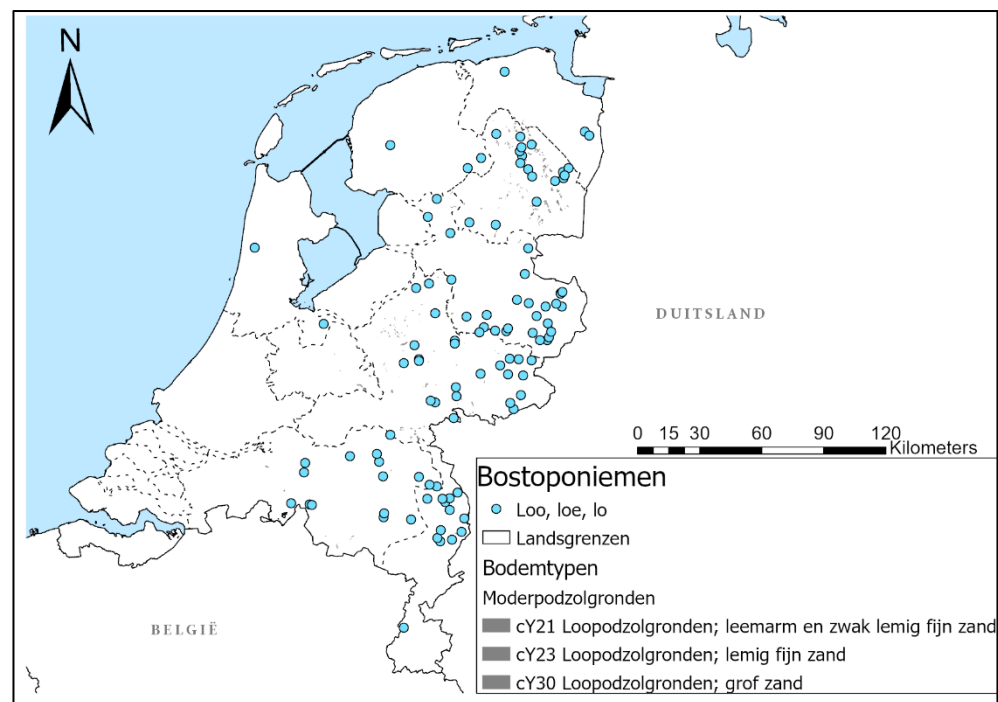 N
DUITSLAND
0 15 30 60 90 120
Kilometers
Bostoponiemen
Loo, loe, lo
Landsgrenzen
Bodemtypen
Moderpodzolgronden
cY21 Loopodzolgronden; leemarm en zwak lemig fijn zand
cY23 Loopodzolgronden; lemig fijn zand
cY30 Loopodzolgronden; grof zand
BELGIË